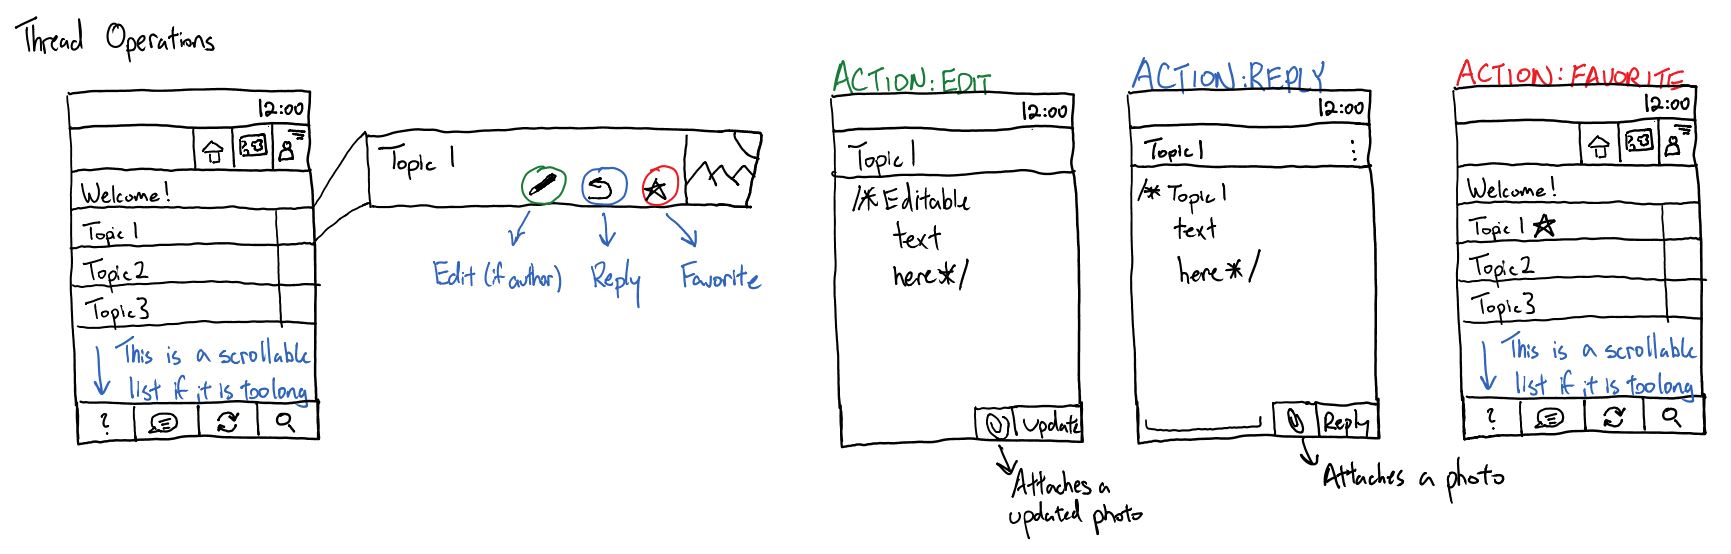 Thread Operations
12:00
Welcome!
Topic 1
Topic 2
Topic 3
This is a scrollable
list if it is too long
?
Topic 1
Edit (if author)
Reply
Favorite
ACTION: EDIT
12:00
Topic 1
/* Editable
text
here */
Update
Attaches a
updated photo
ACTION: REPLY
12:00
Topic 1
/* Topic 1
text
here */
Reply
Attaches a photo
ACTION: FAVORITE
12:00
Welcome!
Topic 1
Topic 2
Topic 3
This is a scrollable
list if it is too long
?